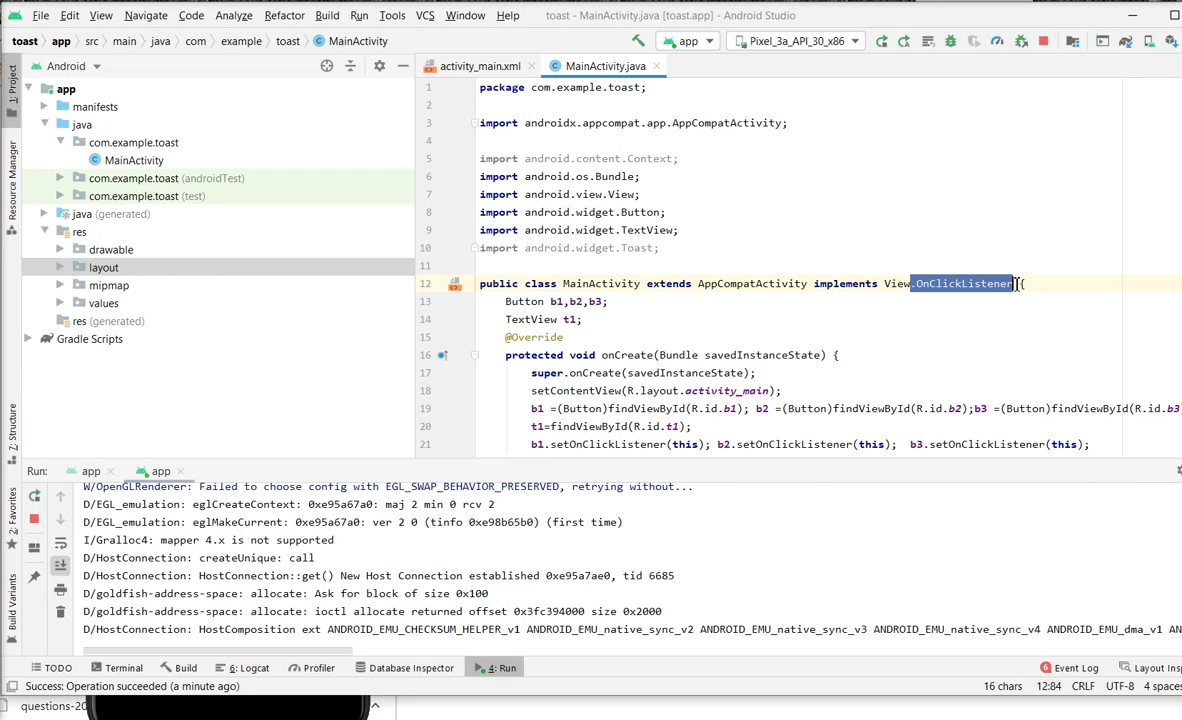 File Edit View Navigate Code Analyze Refactor Build Run Tools VCS Window Help toast - MainActivity.java [toast.app] - Android Studio
toast app src main java com example toast MainActivity app Pixel_3a_API_30_x86
Android activity_main.xml MainActivity.java
1: Project
Resource Manager
7: Structure
2: Favorites
Build Variants
app
manifests
java
com.example.toast
MainActivity
com.example.toast (androidTest)
com.example.toast (test)
java (generated)
res
drawable
layout
mipmap
values
res (generated)
Gradle Scripts
1 package com.example.toast;
2
3 import androidx.appcompat.app.AppCompatActivity;
4
5 import android.content.Context;
6 import android.os.Bundle;
7 import android.view.View;
8 import android.widget.Button;
9 import android.widget.TextView;
10 import android.widget.Toast;
11
12 public class MainActivity extends AppCompatActivity implements View.OnClickListener {
13 Button b1,b2,b3;
14 TextView t1;
15 @Override
16 protected void onCreate(Bundle savedInstanceState) {
17 super.onCreate(savedInstanceState);
18 setContentView(R.layout.activity_main);
19 b1 =(Button)findViewById(R.id.b1); b2 =(Button)findViewById(R.id.b2);b3 =(Button)findViewById(R.id.b3
20 t1=findViewById(R.id.t1);
21 b1.setOnClickListener(this); b2.setOnClickListener(this); b3.setOnClickListener(this);
Run: app app
W/OpenGLRenderer: Failed to choose config with EGL_SWAP_BEHAVIOR_PRESERVED, retrying without...
D/EGL_emulation: eglCreateContext: 0xe95a67a0: maj 2 min 0 rcv 2
D/EGL_emulation: eglMakeCurrent: 0xe95a67a0: ver 2 0 (tinfo 0xe98b65b0) (first time)
I/Gralloc4: mapper 4.x is not supported
D/HostConnection: createUnique: call
D/HostConnection: HostConnection::get() New Host Connection established 0xe95a7ae0, tid 6685
D/goldfish-address-space: allocate: Ask for block of size 0x100
D/goldfish-address-space: allocate: ioctl allocate returned offset 0x3fc394000 size 0x2000
D/HostConnection: HostComposition ext ANDROID_EMU_CHECKSUM_HELPER_v1 ANDROID_EMU_native_sync_v2 ANDROID_EMU_native_sync_v3 ANDROID_EMU_native_sync_v4 ANDROID_EMU_dma_v1 AN
TODO Terminal Build 6: Logcat Profiler Database Inspector 4: Run 6 Event Log Layout Ins
Success: Operation succeeded (a minute ago) 16 chars 12:84 CRLF UTF-8 4 spaces
questions-20